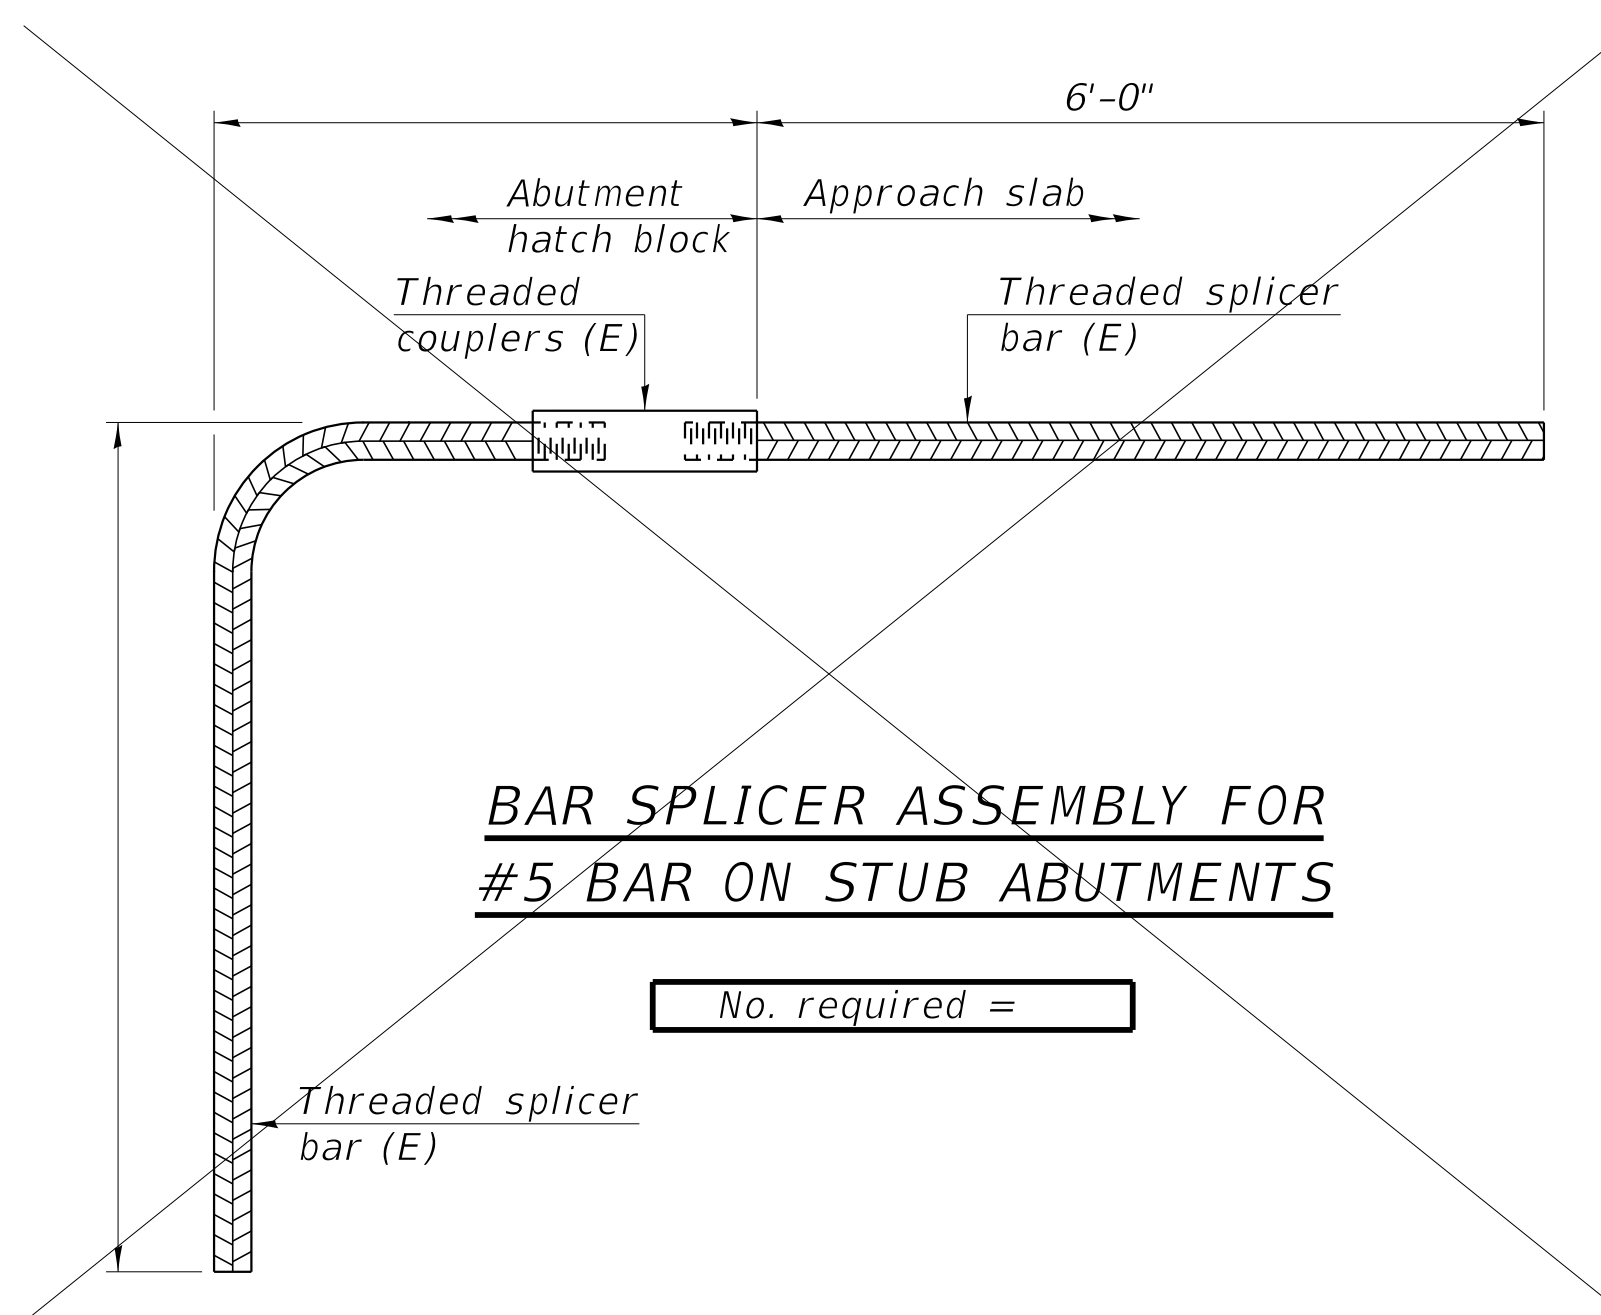 6'-0"
Abutment
hatch block
Approach slab
Threaded
couplers (E)
Threaded splicer
bar (E)
BAR SPLICER ASSEMBLY FOR
#5 BAR ON STUB ABUTMENTS
No. required =
Threaded splicer
bar (E)